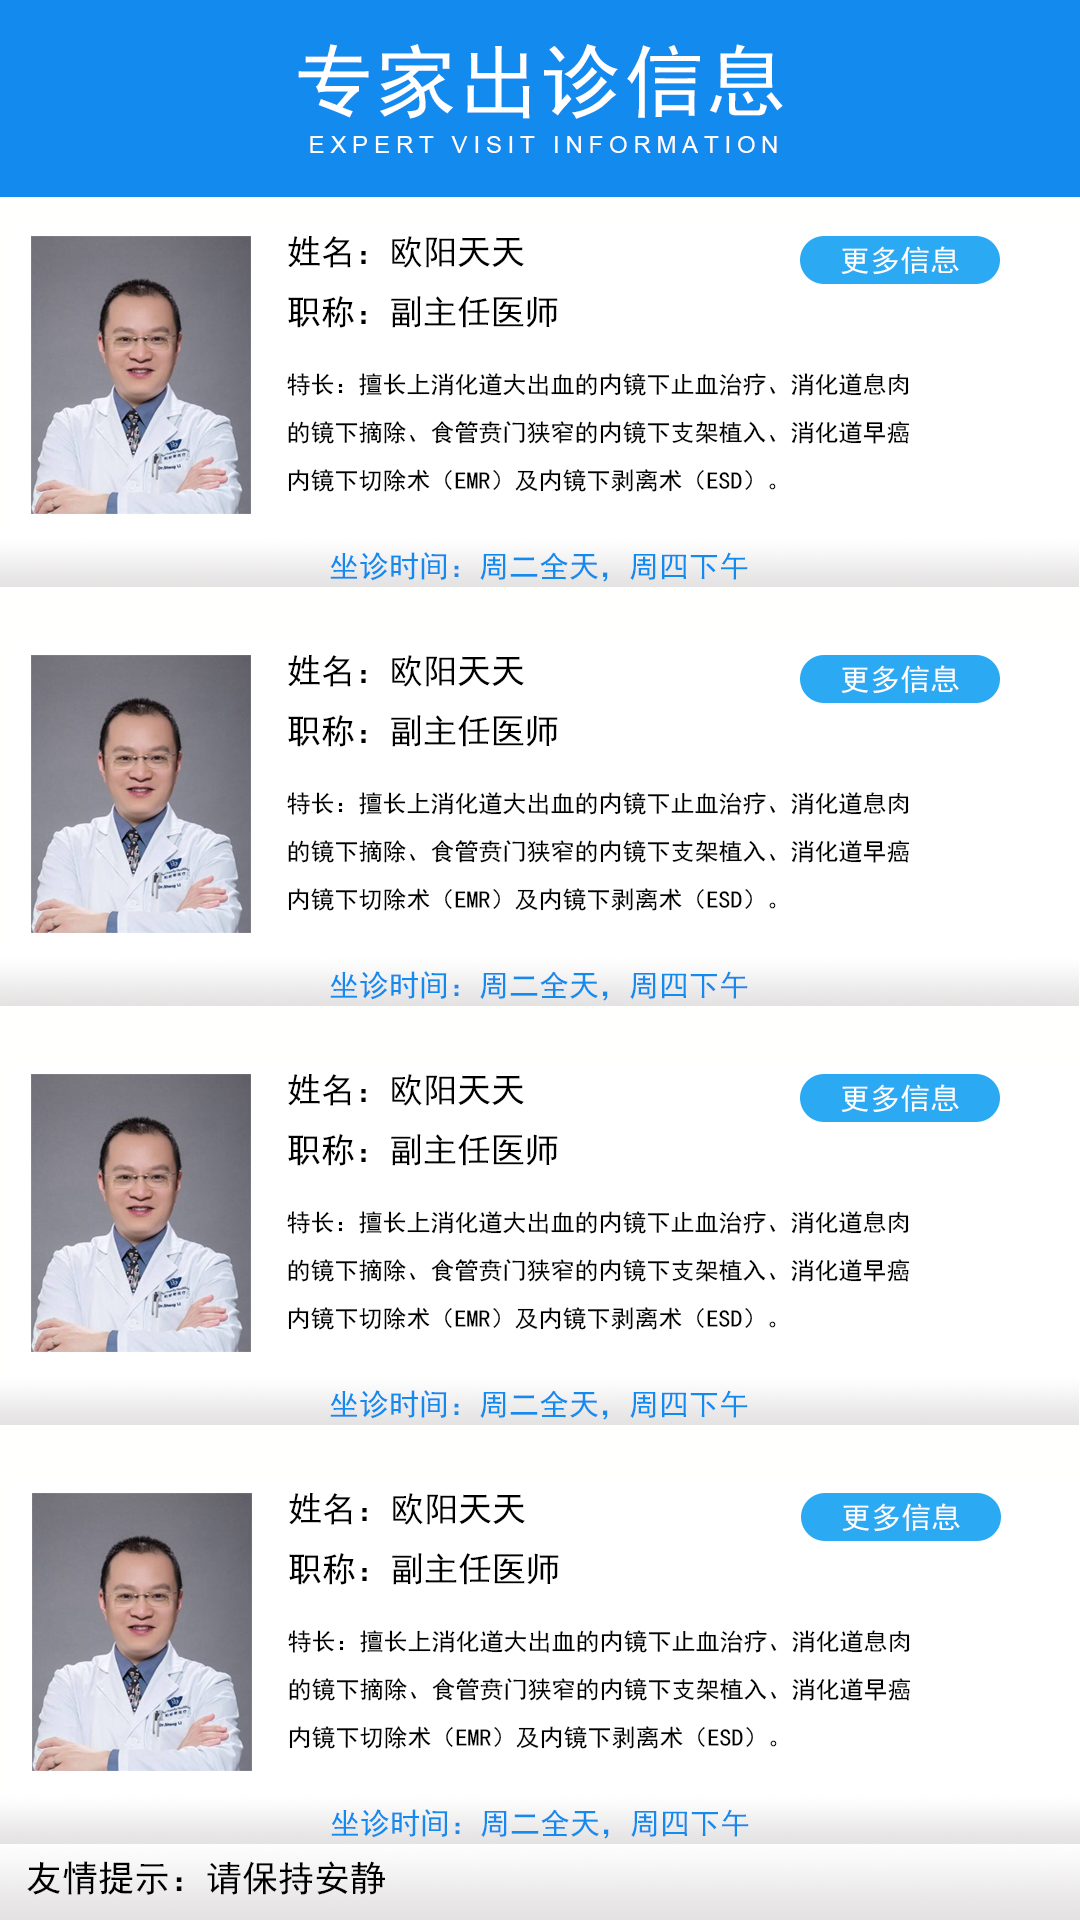 专家出诊信息
EXPERT VISIT INFORMATION
姓名：欧阳天天
更多信息
职称：副主任医师
特长：擅长上消化道大出血的内镜下止血治疗、消化道息肉
的镜下摘除、食管贲门狭窄的内镜下支架植入、消化道早癌
内镜下切除术（EMR）及内镜下剥离术（ESD）。
Dr.Sheng Li
坐诊时间：周二全天，周四下午
姓名：欧阳天天
更多信息
职称：副主任医师
特长：擅长上消化道大出血的内镜下止血治疗、消化道息肉
的镜下摘除、食管贲门狭窄的内镜下支架植入、消化道早癌
内镜下切除术（EMR）及内镜下剥离术（ESD）。
Dr.Sheng Li
坐诊时间：周二全天，周四下午
姓名：欧阳天天
更多信息
职称：副主任医师
特长：擅长上消化道大出血的内镜下止血治疗、消化道息肉
的镜下摘除、食管贲门狭窄的内镜下支架植入、消化道早癌
内镜下切除术（EMR）及内镜下剥离术（ESD）。
Dr.Sheng Li
坐诊时间：周二全天，周四下午
姓名：欧阳天天
更多信息
职称：副主任医师
特长：擅长上消化道大出血的内镜下止血治疗、消化道息肉
的镜下摘除、食管贲门狭窄的内镜下支架植入、消化道早癌
内镜下切除术（EMR）及内镜下剥离术（ESD）。
Dr.Sheng Li
坐诊时间：周二全天，周四下午
友情提示：请保持安静